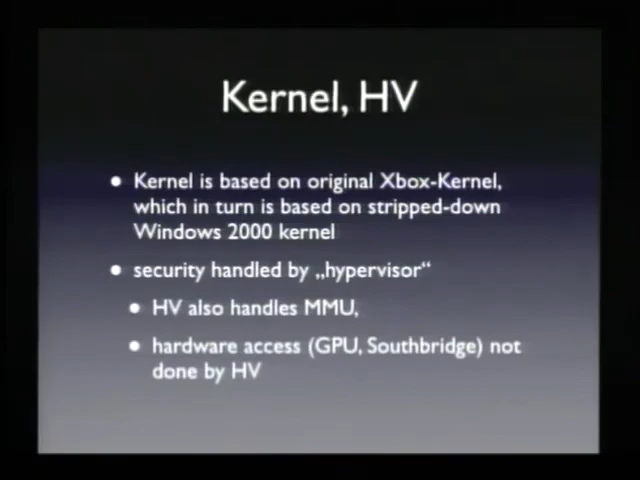 Kernel, HV
• Kernel is based on original Xbox-Kernel,
which in turn is based on stripped-down
Windows 2000 kernel
• security handled by „hypervisor“
• HV also handles MMU,
• hardware access (GPU, Southbridge) not
done by HV